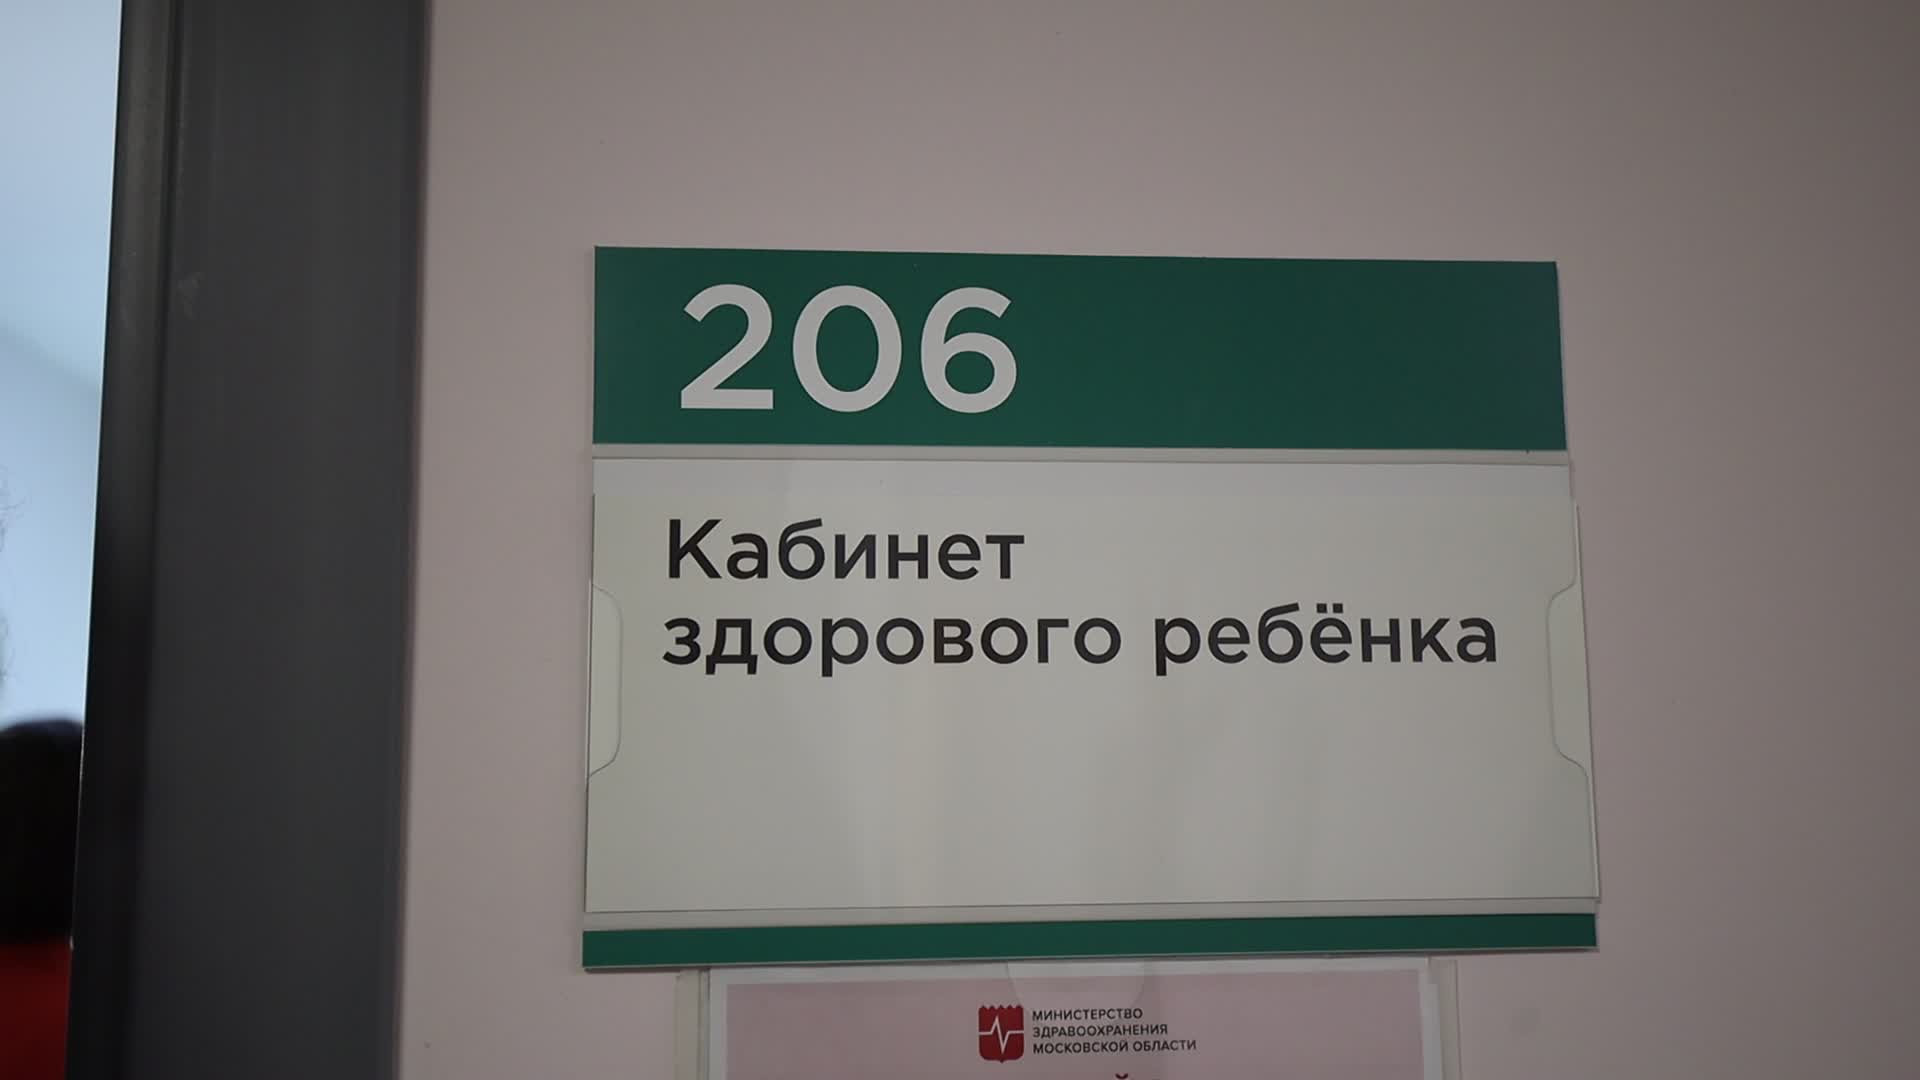 206
Кабинет
здорового ребёнка
МИНИСТЕРСТВО
ЗДРАВООХРАНЕНИЯ
МОСКОВСКОЙ ОБЛАСТИ